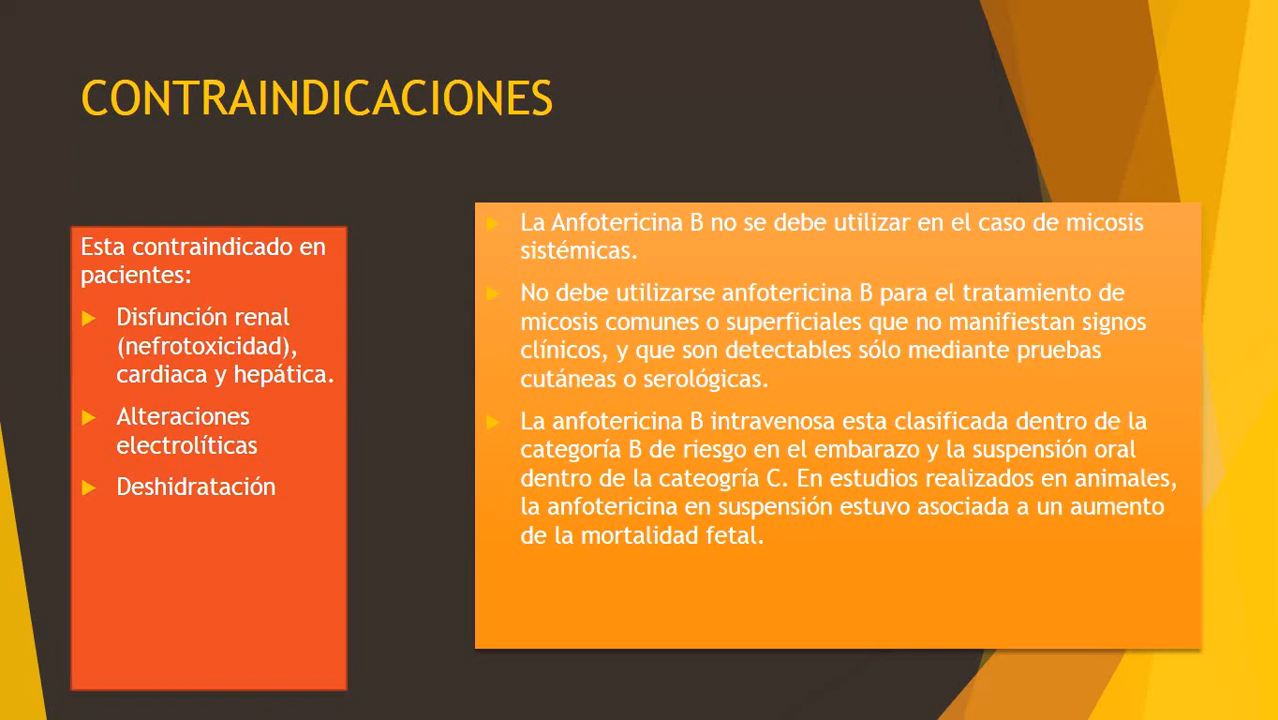 CONTRAINDICACIONES
Esta contraindicado en
pacientes:
Disfunción renal
(nefrotoxicidad),
cardiaca y hepática.
Alteraciones
electrolíticas
Deshidratación
La Anfotericina B no se debe utilizar en el caso de micosis
sistémicas.
No debe utilizarse anfotericina B para el tratamiento de
micosis comunes o superficiales que no manifiestan signos
clínicos, y que son detectables sólo mediante pruebas
cutáneas o serológicas.
La anfotericina B intravenosa esta clasificada dentro de la
categoría B de riesgo en el embarazo y la suspensión oral
dentro de la cateogría C. En estudios realizados en animales,
la anfotericina en suspensión estuvo asociada a un aumento
de la mortalidad fetal.